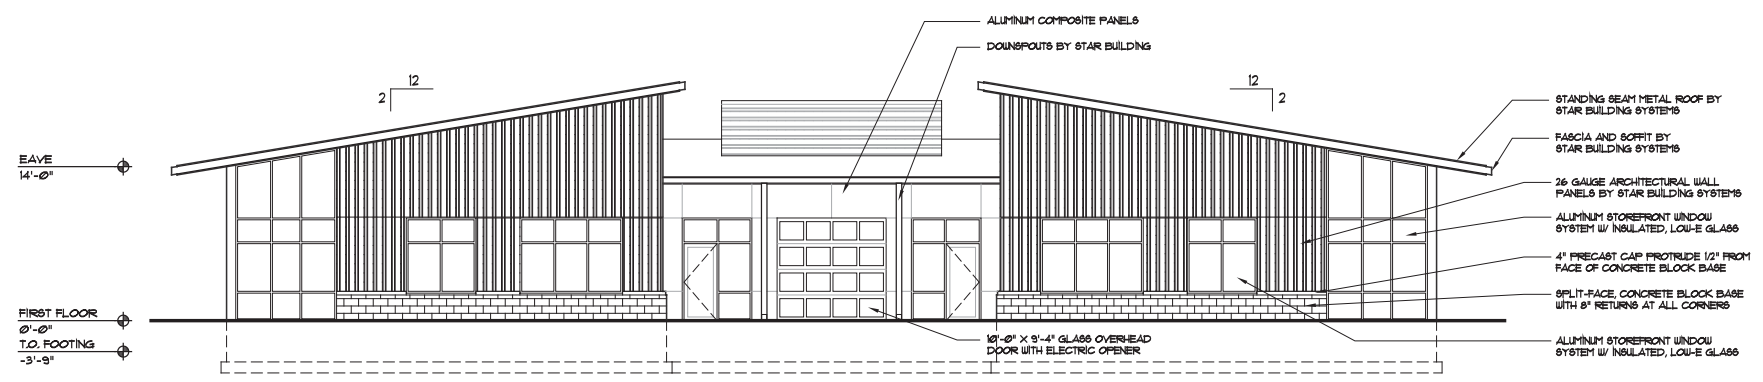 ALUMINUM COMPOSITE PANELS
DOWNSPOUTS BY STAR BUILDING
12
2
12
2
STANDING SEAM METAL ROOF BY
STAR BUILDING SYSTEMS
FASCIA AND SOFFIT BY
STAR BUILDING SYSTEMS
EAVE
14'-0"
26 GAUGE ARCHITECTURAL WALL
PANELS BY STAR BUILDING SYSTEMS
ALUMINUM STOREFRONT WINDOW
SYSTEM W/ INSULATED, LOW-E GLASS
4" PRECAST CAP PROTRUDE 1/2" FROM
FACE OF CONCRETE BLOCK BASE
SPLIT-FACE, CONCRETE BLOCK BASE
WITH 8" RETURNS AT ALL CORNERS
FIRST FLOOR
0'-0"
T.O. FOOTING
-3'-9"
10'-0" X 9'-4" GLASS OVERHEAD
DOOR WITH ELECTRIC OPENER
ALUMINUM STOREFRONT WINDOW
SYSTEM W/ INSULATED, LOW-E GLASS